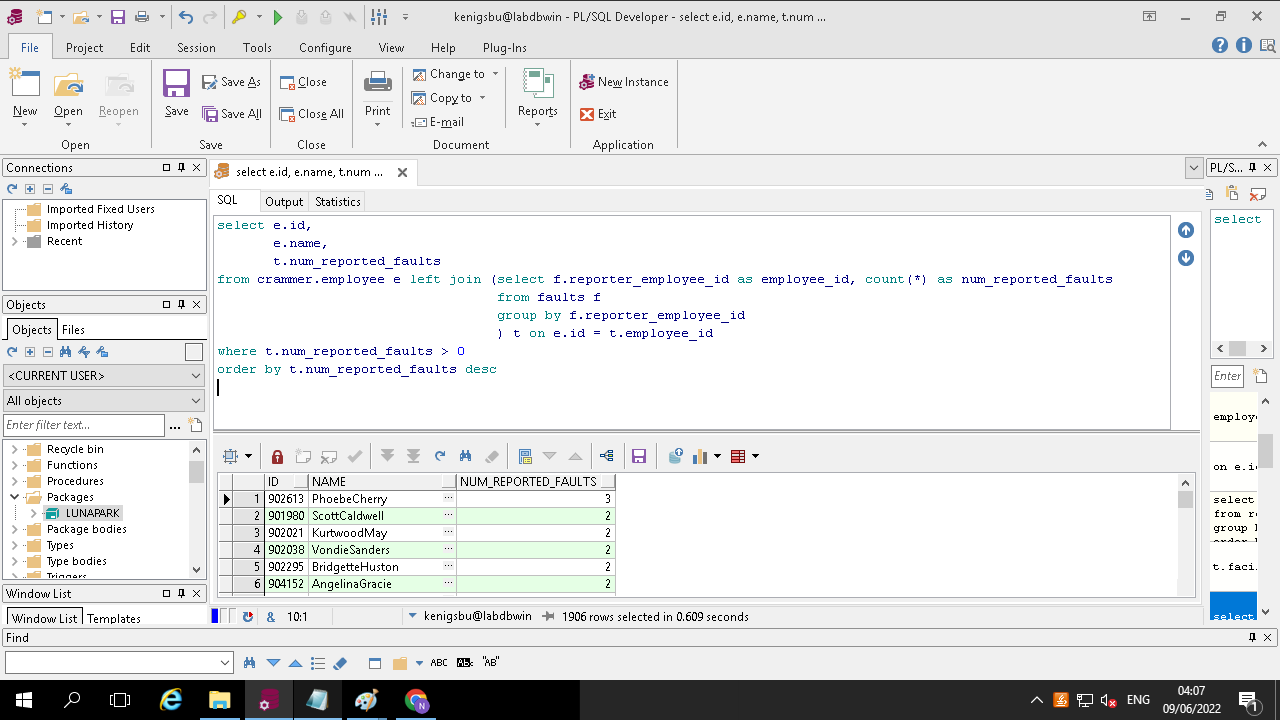 kenigsbu@labdbwin - PL/SQL Developer - select e.id, e.name, t.num ...
File Project Edit Session Tools Configure View Help Plug-Ins
New Open Reopen
Open
Save Save As
Save All
Save
Close
Close All
Close
Print Change to
Copy to
E-mail
Reports
Document
New Instance
Exit
Application
Connections
Imported Fixed Users
Imported History
Recent
Objects
Objects Files
<CURRENT USER>
All objects
Enter filter text... ...
Recycle bin
Functions
Procedures
Packages
LUNAPARK
Package bodies
Types
Type bodies
Triggers
Window List
Window List Templates
select e.id, e.name, t.num ...
SQL Output Statistics
select e.id,
e.name,
t.num_reported_faults
from crammer.employee e left join (select f.reporter_employee_id as employee_id, count(*) as num_reported_faults
from faults f
group by f.reporter_employee_id
) t on e.id = t.employee_id
where t.num_reported_faults > 0
order by t.num_reported_faults desc
ID NAME NUM_REPORTED_FAULTS
1 902613 PhoebeCherry ... 3
2 901980 ScottCaldwell ... 2
3 902021 KurtwoodMay ... 2
4 902038 VondieSanders ... 2
5 902295 BridgetteHuston ... 2
6 904152 AngelinaGracie ... 2
& 10:1 kenigsbu@labdbwin 1906 rows selected in 0.609 seconds
PL/S...
select
Enter
employe
on e.id
select
from re
group b
t.faci
select
Find
ABC AB "AB"
ENG
04:07
09/06/2022
1